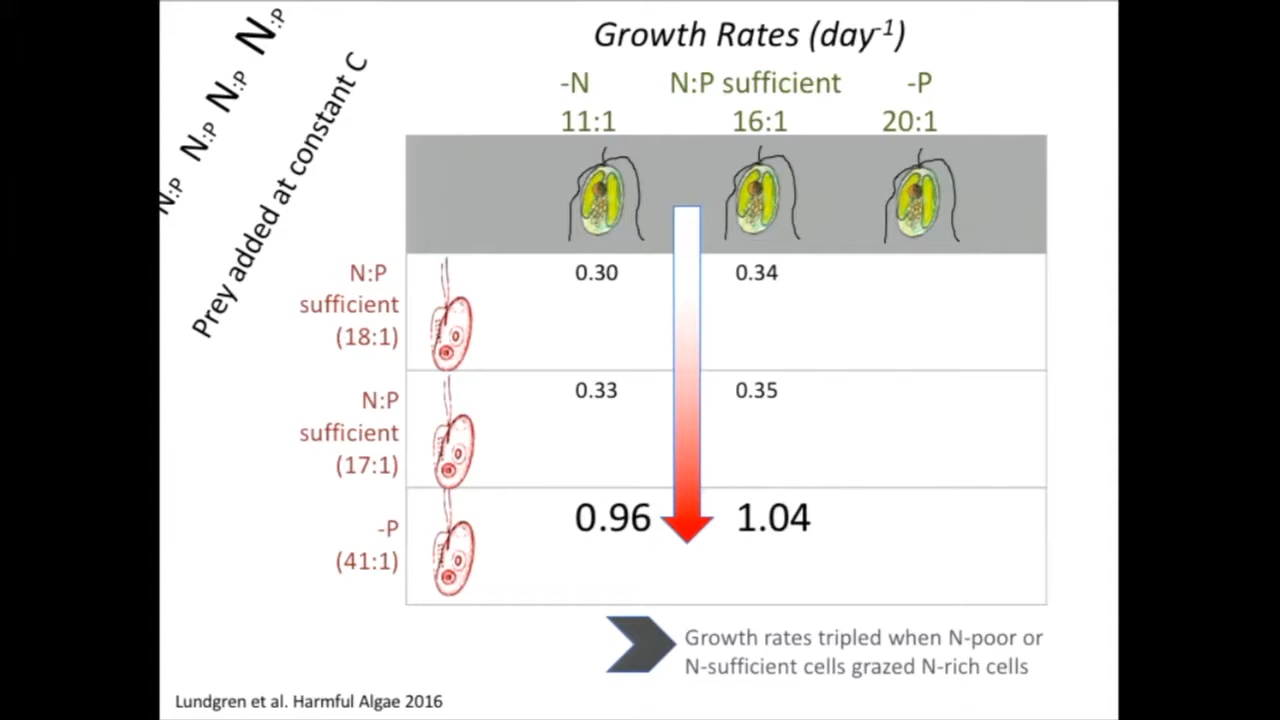 Growth Rates (day-1)
N:P N:P N:P N:P
Prey added at constant C
-N N:P sufficient -P
11:1 16:1 20:1
N:P
sufficient
(18:1)
0.30 0.34
N:P
sufficient
(17:1)
0.33 0.35
-P
(41:1)
0.96 1.04
Growth rates tripled when N-poor or
N-sufficient cells grazed N-rich cells
Lundgren et al. Harmful Algae 2016